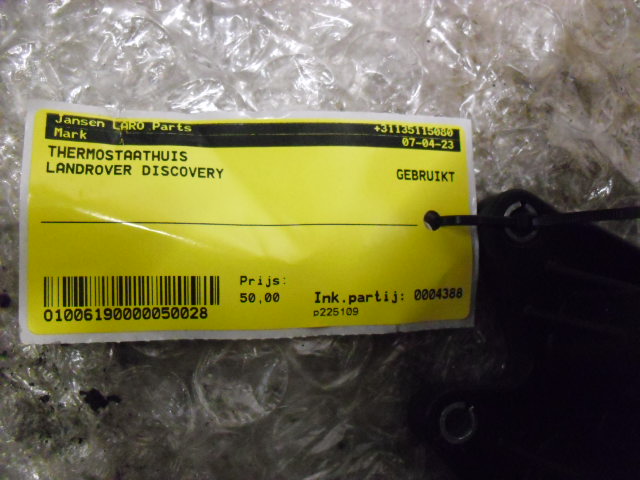 Jansen LARO Parts +31135115080
Mark 07-04-23
THERMOSTAATHUIS
LANDROVER DISCOVERY GEBRUIKT
Prijs:
50,00 Ink.partij: 0004388
O1006190000050028 p225109